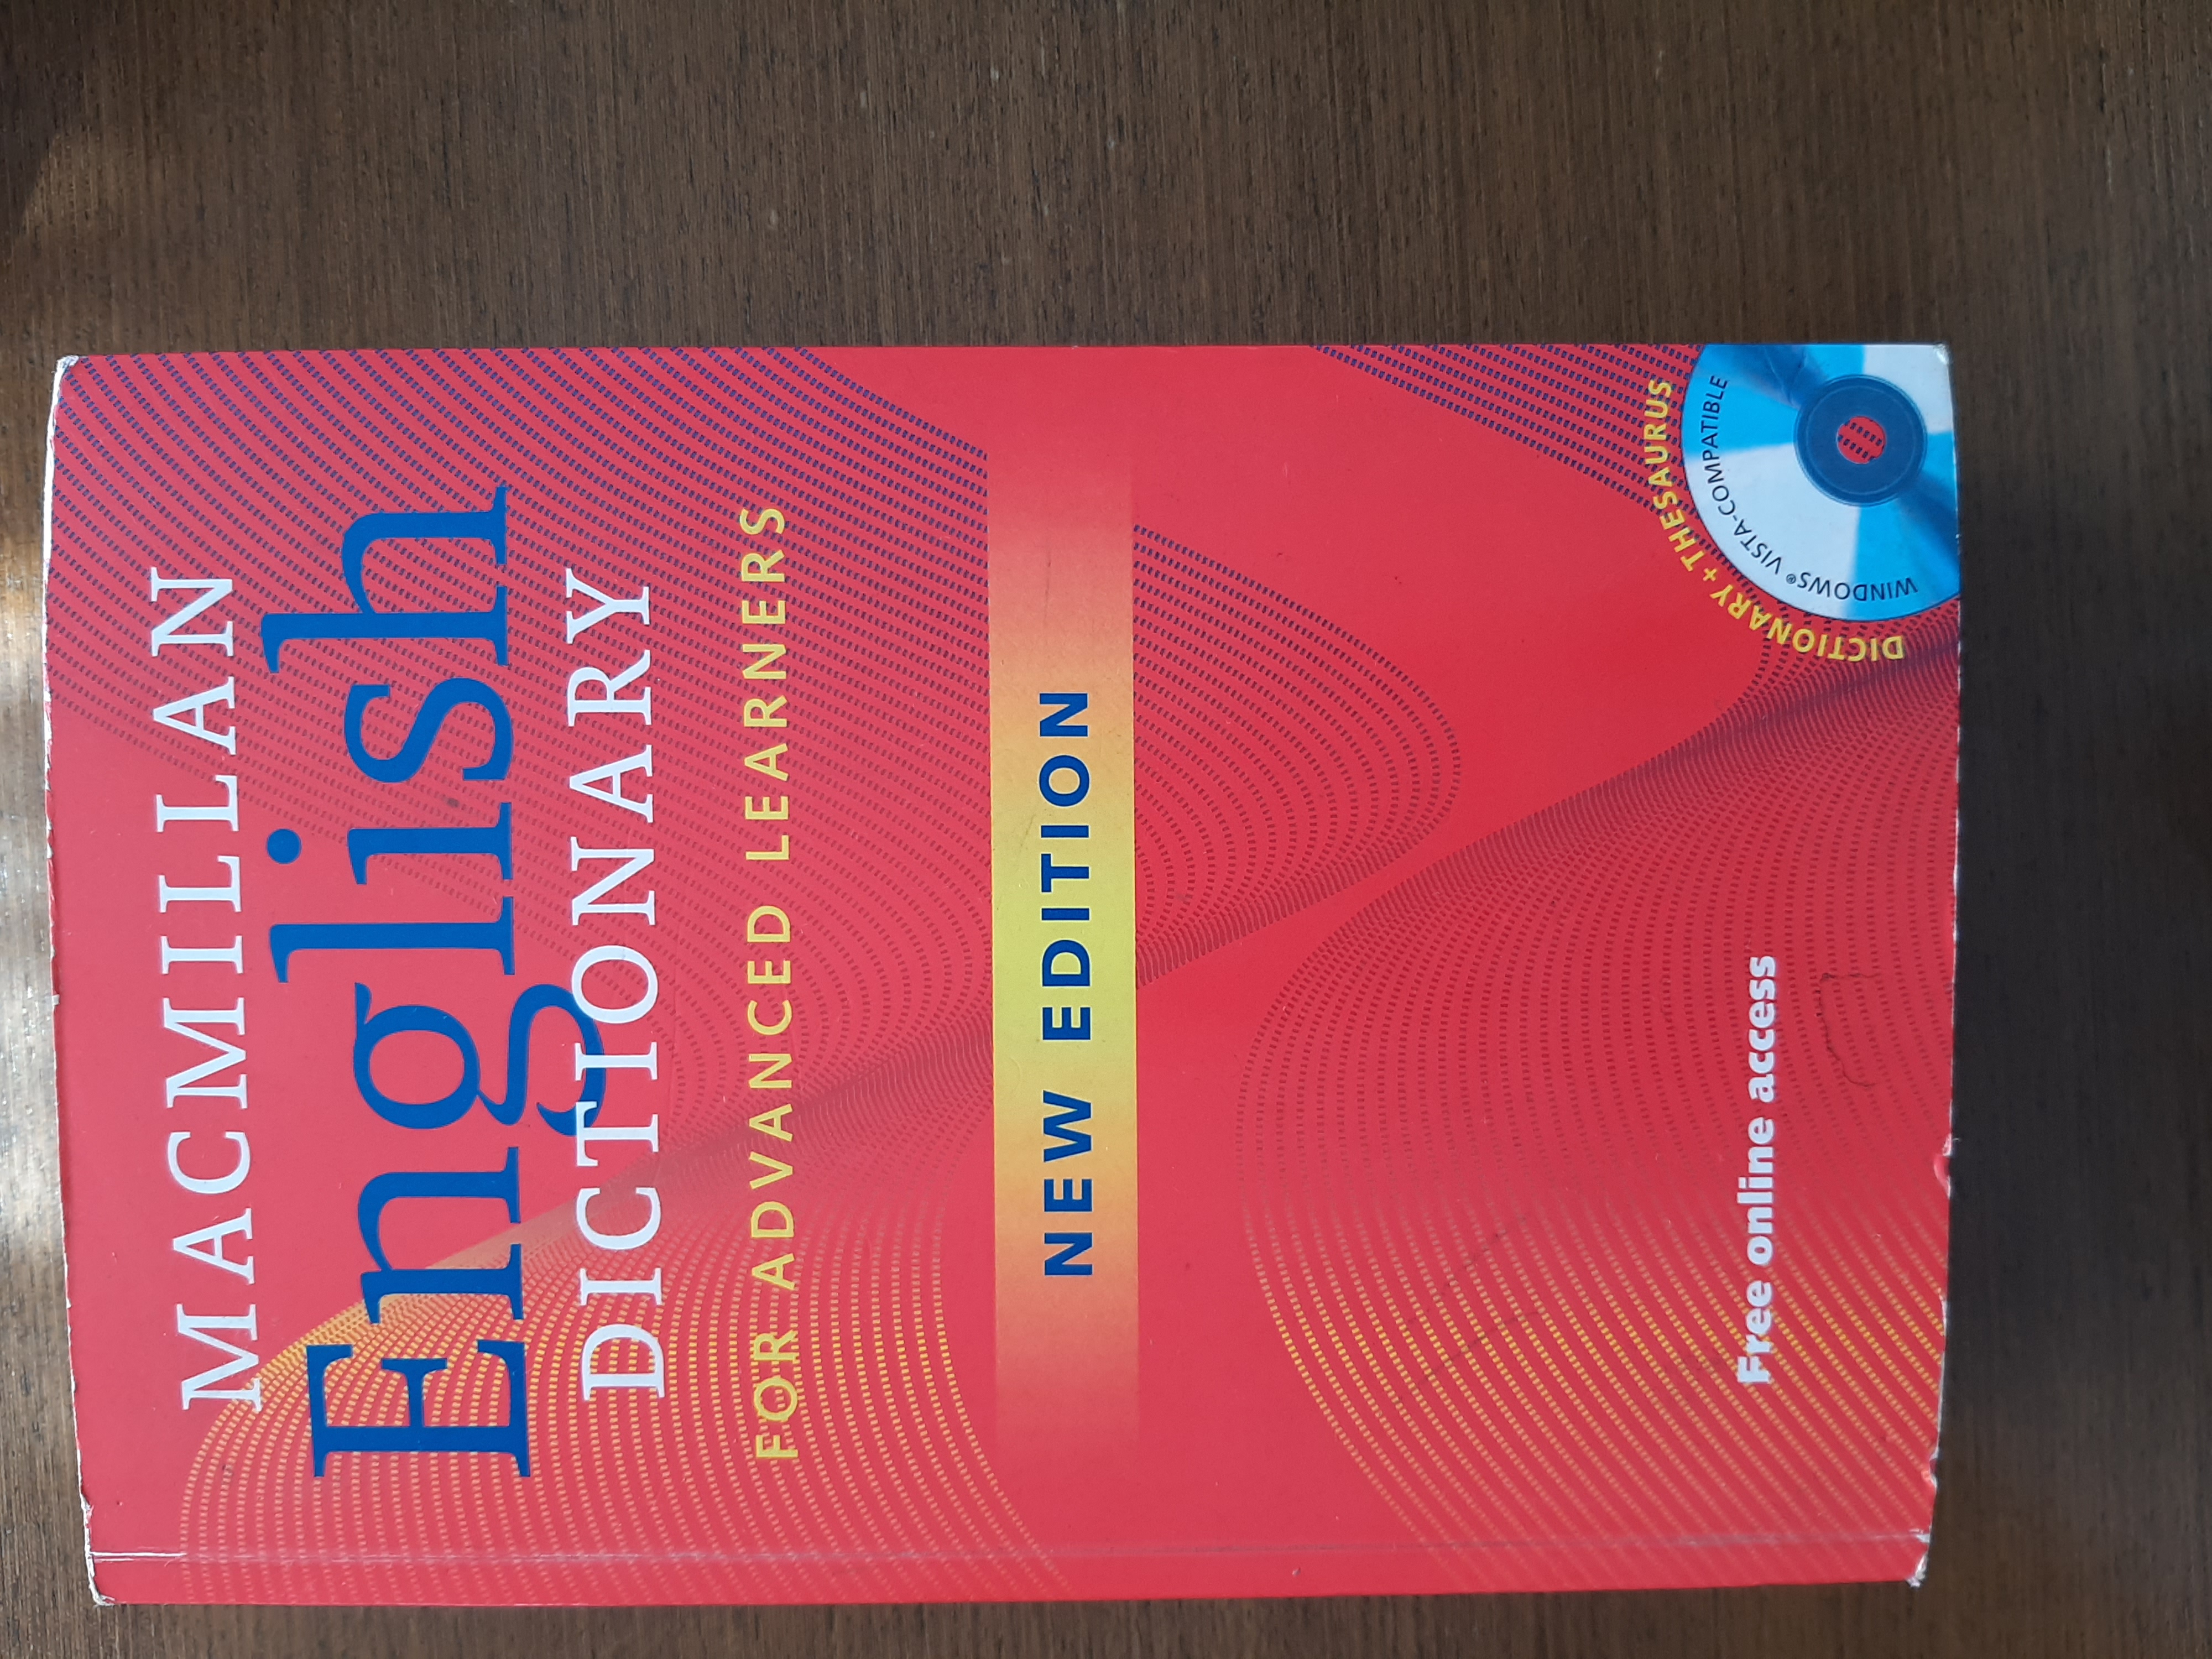 MACMILLAN
English
DICTIONARY
FOR ADVANCED LEARNERS
NEW EDITION
Free online access
DICTIONARY + THESAURUS
WINDOWS® VISTA-COMPATIBLE